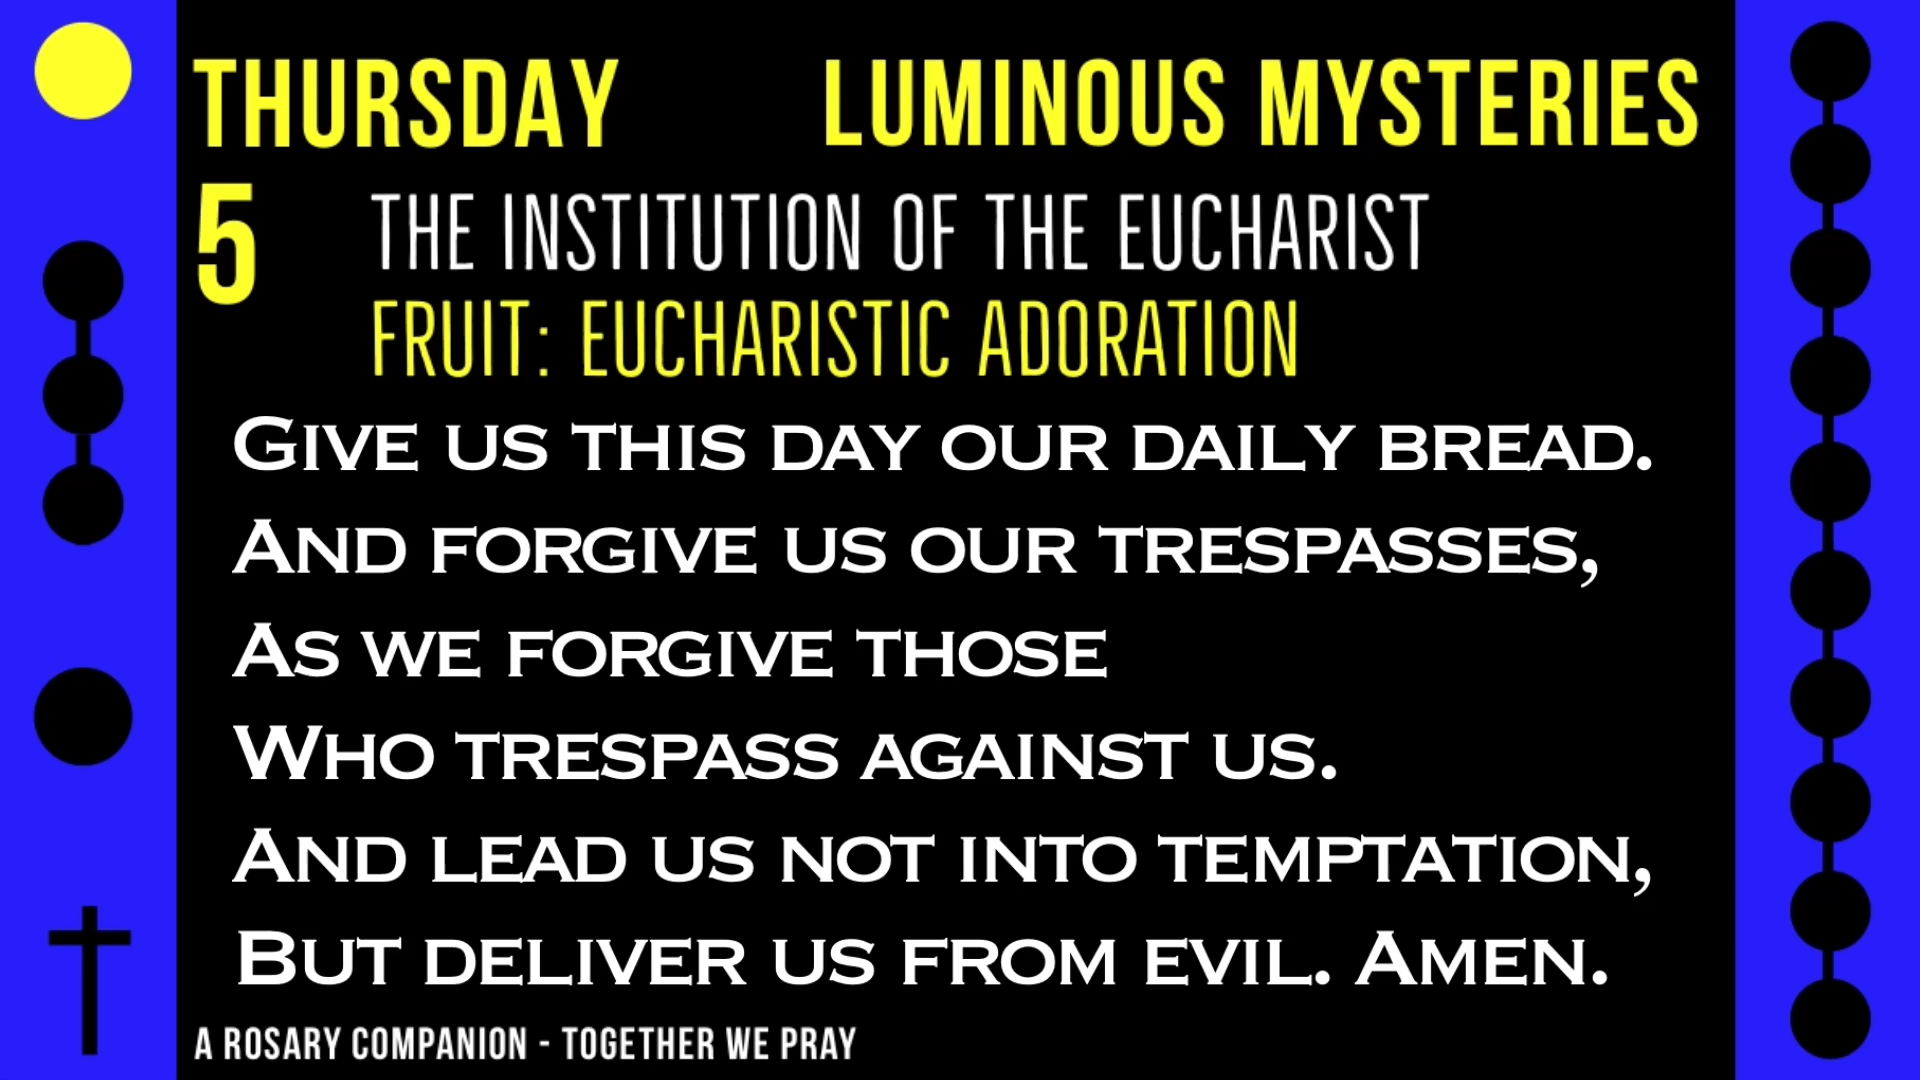 THURSDAY LUMINOUS MYSTERIES
5 THE INSTITUTION OF THE EUCHARIST
FRUIT: EUCHARISTIC ADORATION
GIVE US THIS DAY OUR DAILY BREAD.
AND FORGIVE US OUR TRESPASSES,
AS WE FORGIVE THOSE
WHO TRESPASS AGAINST US.
AND LEAD US NOT INTO TEMPTATION,
BUT DELIVER US FROM EVIL. AMEN.
A ROSARY COMPANION - TOGETHER WE PRAY